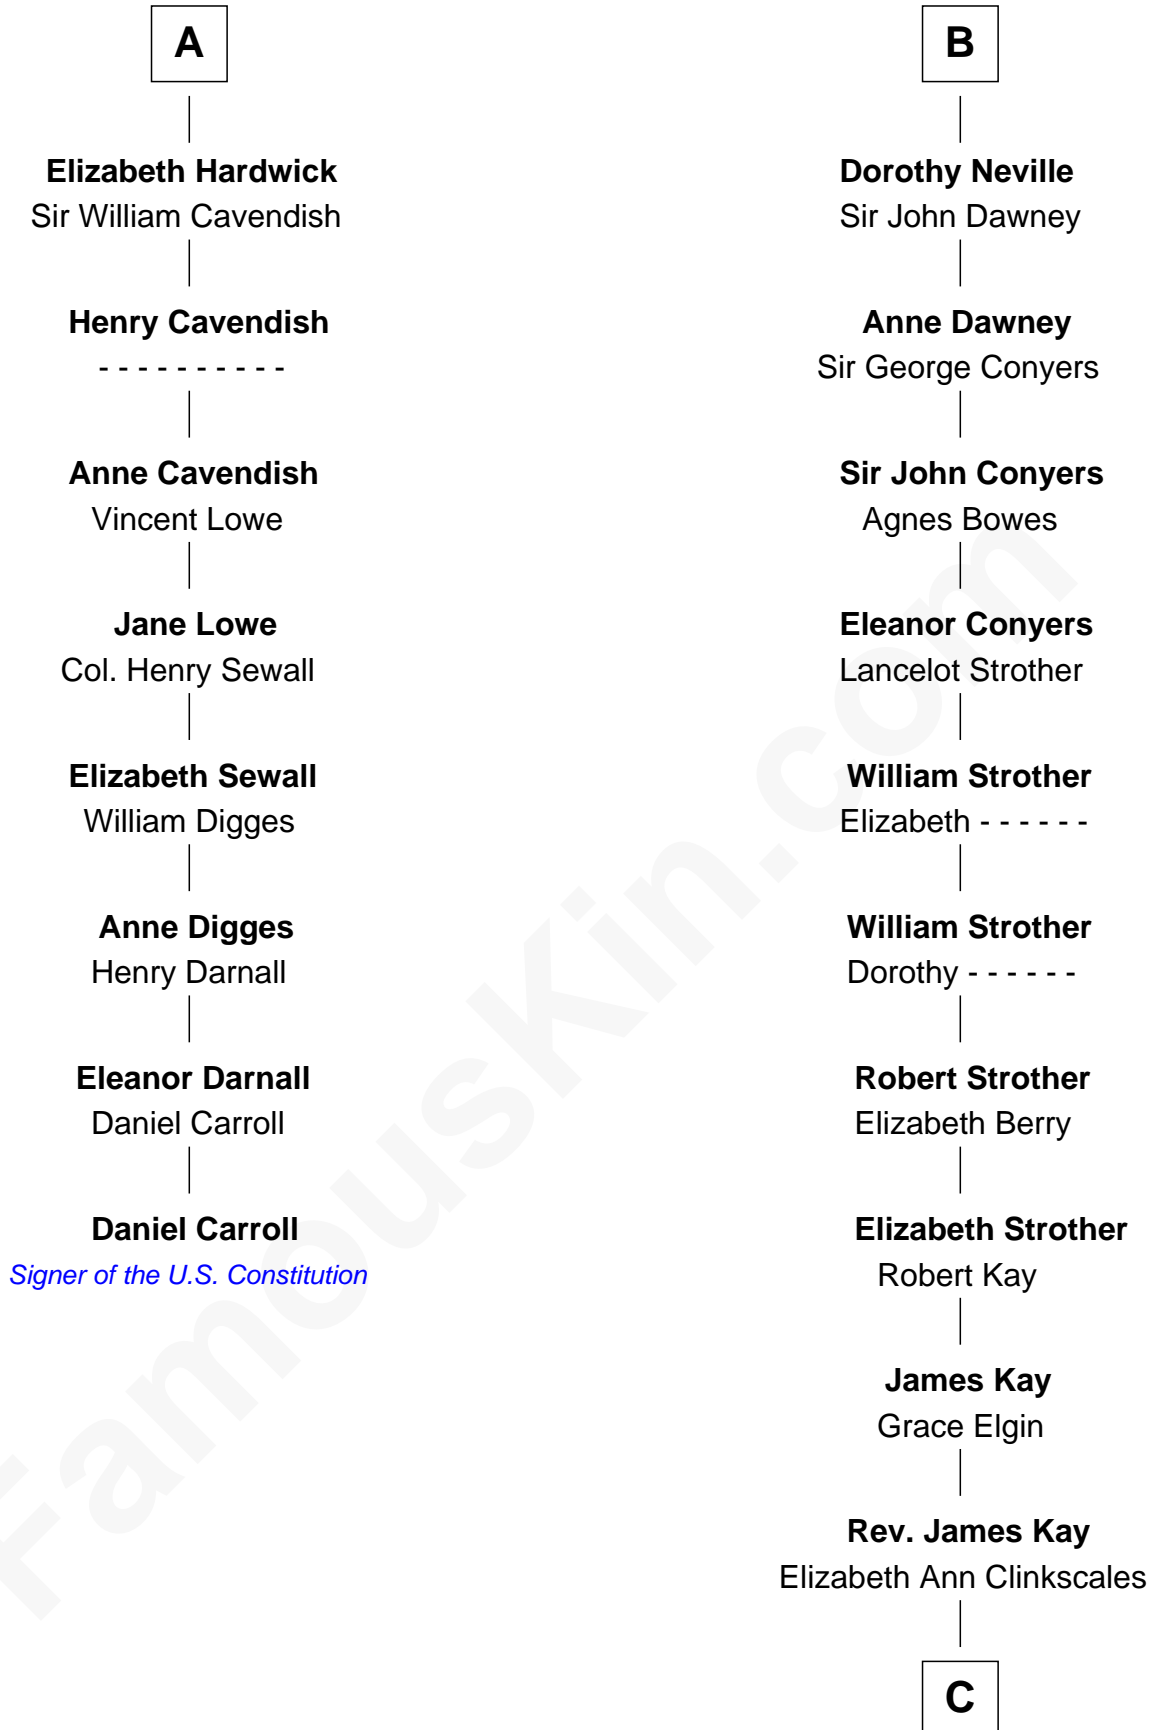 A
Elizabeth Hardwick
Sir William Cavendish
Henry Cavendish
- - - - - - - - - -
Anne Cavendish
Vincent Lowe
Jane Lowe
Col. Henry Sewall
Elizabeth Sewall
William Digges
Anne Digges
Henry Darnall
Eleanor Darnall
Daniel Carroll
Daniel Carroll
Signer of the U.S. Constitution
B
Dorothy Neville
Sir John Dawney
Anne Dawney
Sir George Conyers
Sir John Conyers
Agnes Bowes
Eleanor Conyers
Lancelot Strother
William Strother
Elizabeth - - - - - -
William Strother
Dorothy - - - - - -
Robert Strother
Elizabeth Berry
Elizabeth Strother
Robert Kay
James Kay
Grace Elgin
Rev. James Kay
Elizabeth Ann Clinkscales
C
FamousKin.com